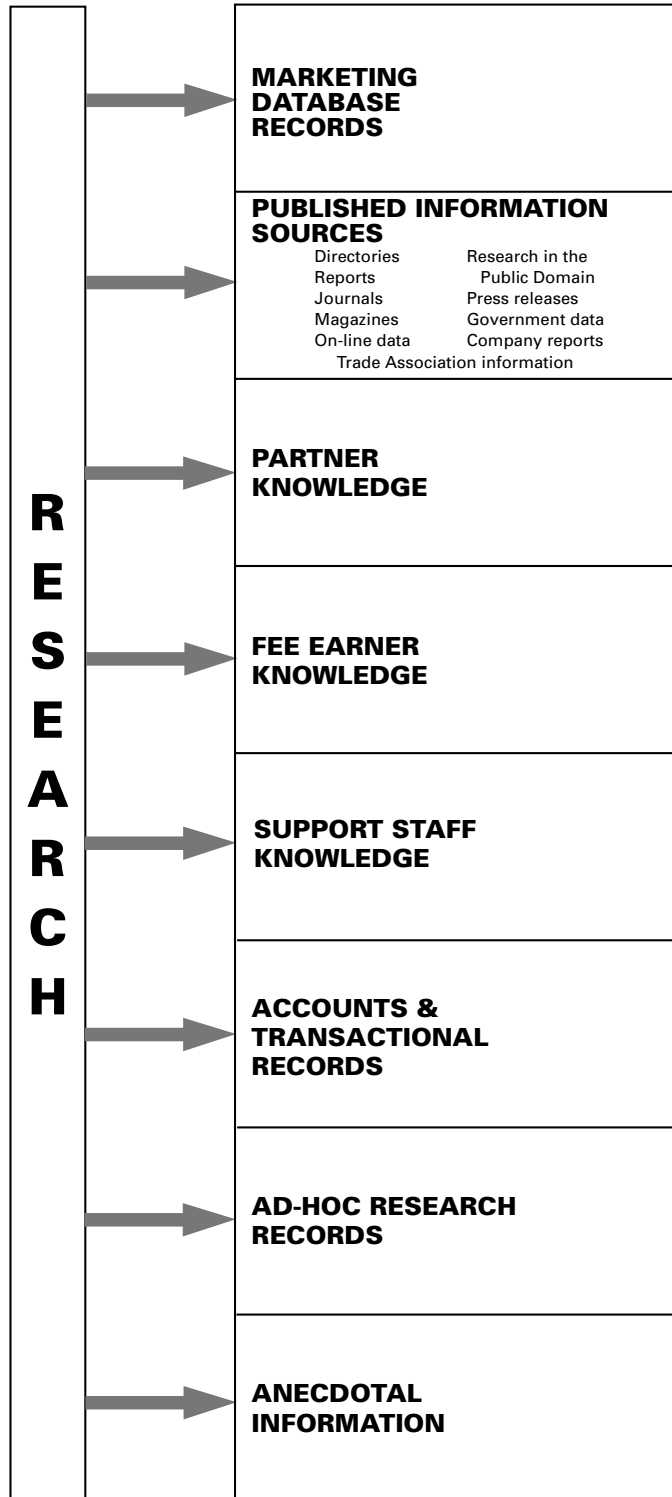 RESEARCH
MARKETING
DATABASE
RECORDS
PUBLISHED INFORMATION
SOURCES
Directories
Reports
Journals
Magazines
On-line data
Research in the
Public Domain
Press releases
Government data
Company reports
Trade Association information
PARTNER
KNOWLEDGE
FEE EARNER
KNOWLEDGE
SUPPORT STAFF
KNOWLEDGE
ACCOUNTS &
TRANSACTIONAL
RECORDS
AD-HOC RESEARCH
RECORDS
ANECDOTAL
INFORMATION